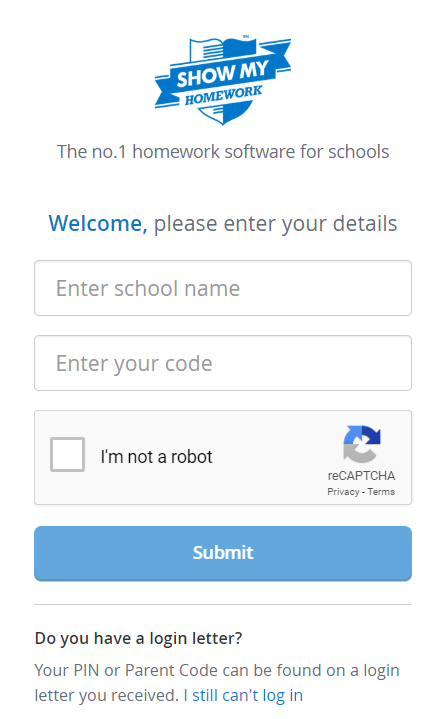 SHOW MY
HOMEWORK
The no.1 homework software for schools
Welcome, please enter your details
Enter school name
Enter your code
I'm not a robot
reCAPTCHA
Privacy - Terms
Submit
Do you have a login letter?
Your PIN or Parent Code can be found on a login
letter you received. I still can't log in